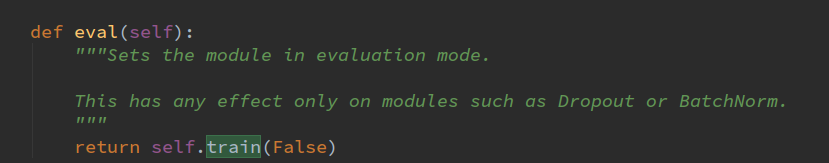 def eval(self):
"""Sets the module in evaluation mode.
This has any effect only on modules such as Dropout or BatchNorm.
"""
return self.train(False)